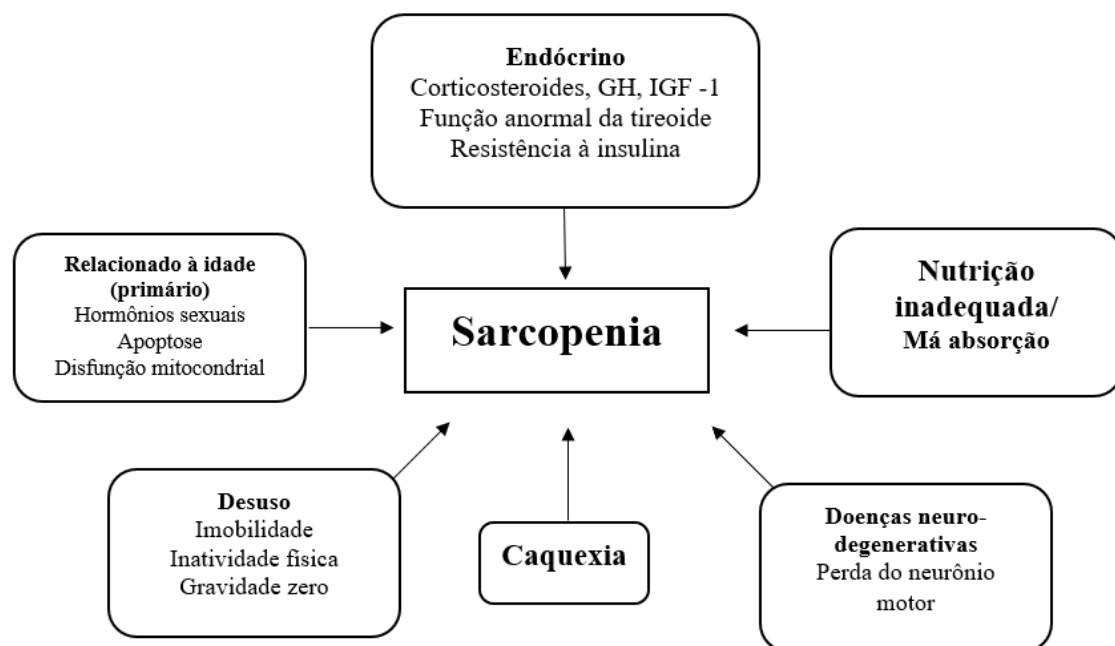 Endócrino
Corticosteroides, GH, IGF -1
Função anormal da tireoide
Resistência à insulina
Relacionado à idade
(primário)
Hormônios sexuais
Apoptose
Disfunção mitocondrial
Sarcopenia
Nutrição
inadequada/
Má absorção
Desuso
Imobilidade
Inatividade física
Gravidade zero
Caquexia
Doenças neuro-
degenerativas
Perda do neurônio
motor